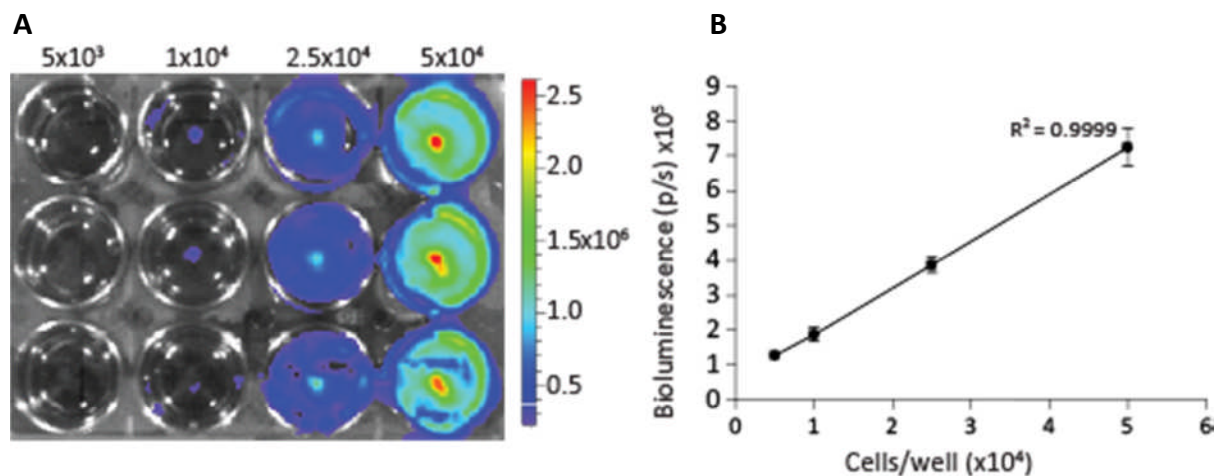 A
5x10³ 1x10⁴ 2.5x10⁴ 5x10⁴
2.5
2.0
1.5x10⁶
1.0
0.5
B
9
8
7
6
5
4
3
2
1
0
Bioluminescence (p/s) x10⁵
R² = 0.9999
0 1 2 3 4 5 6
Cells/well (x10⁴)